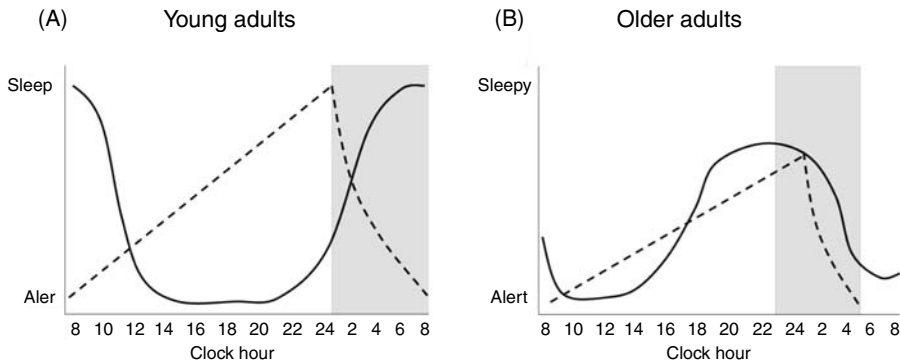 (A) Young adults
Sleep
Aler
8 10 12 14 16 18 20 22 24 2 4 6 8
Clock hour
(B) Older adults
Sleepy
Alert
8 10 12 14 16 18 20 22 24 2 4 6 8
Clock hour